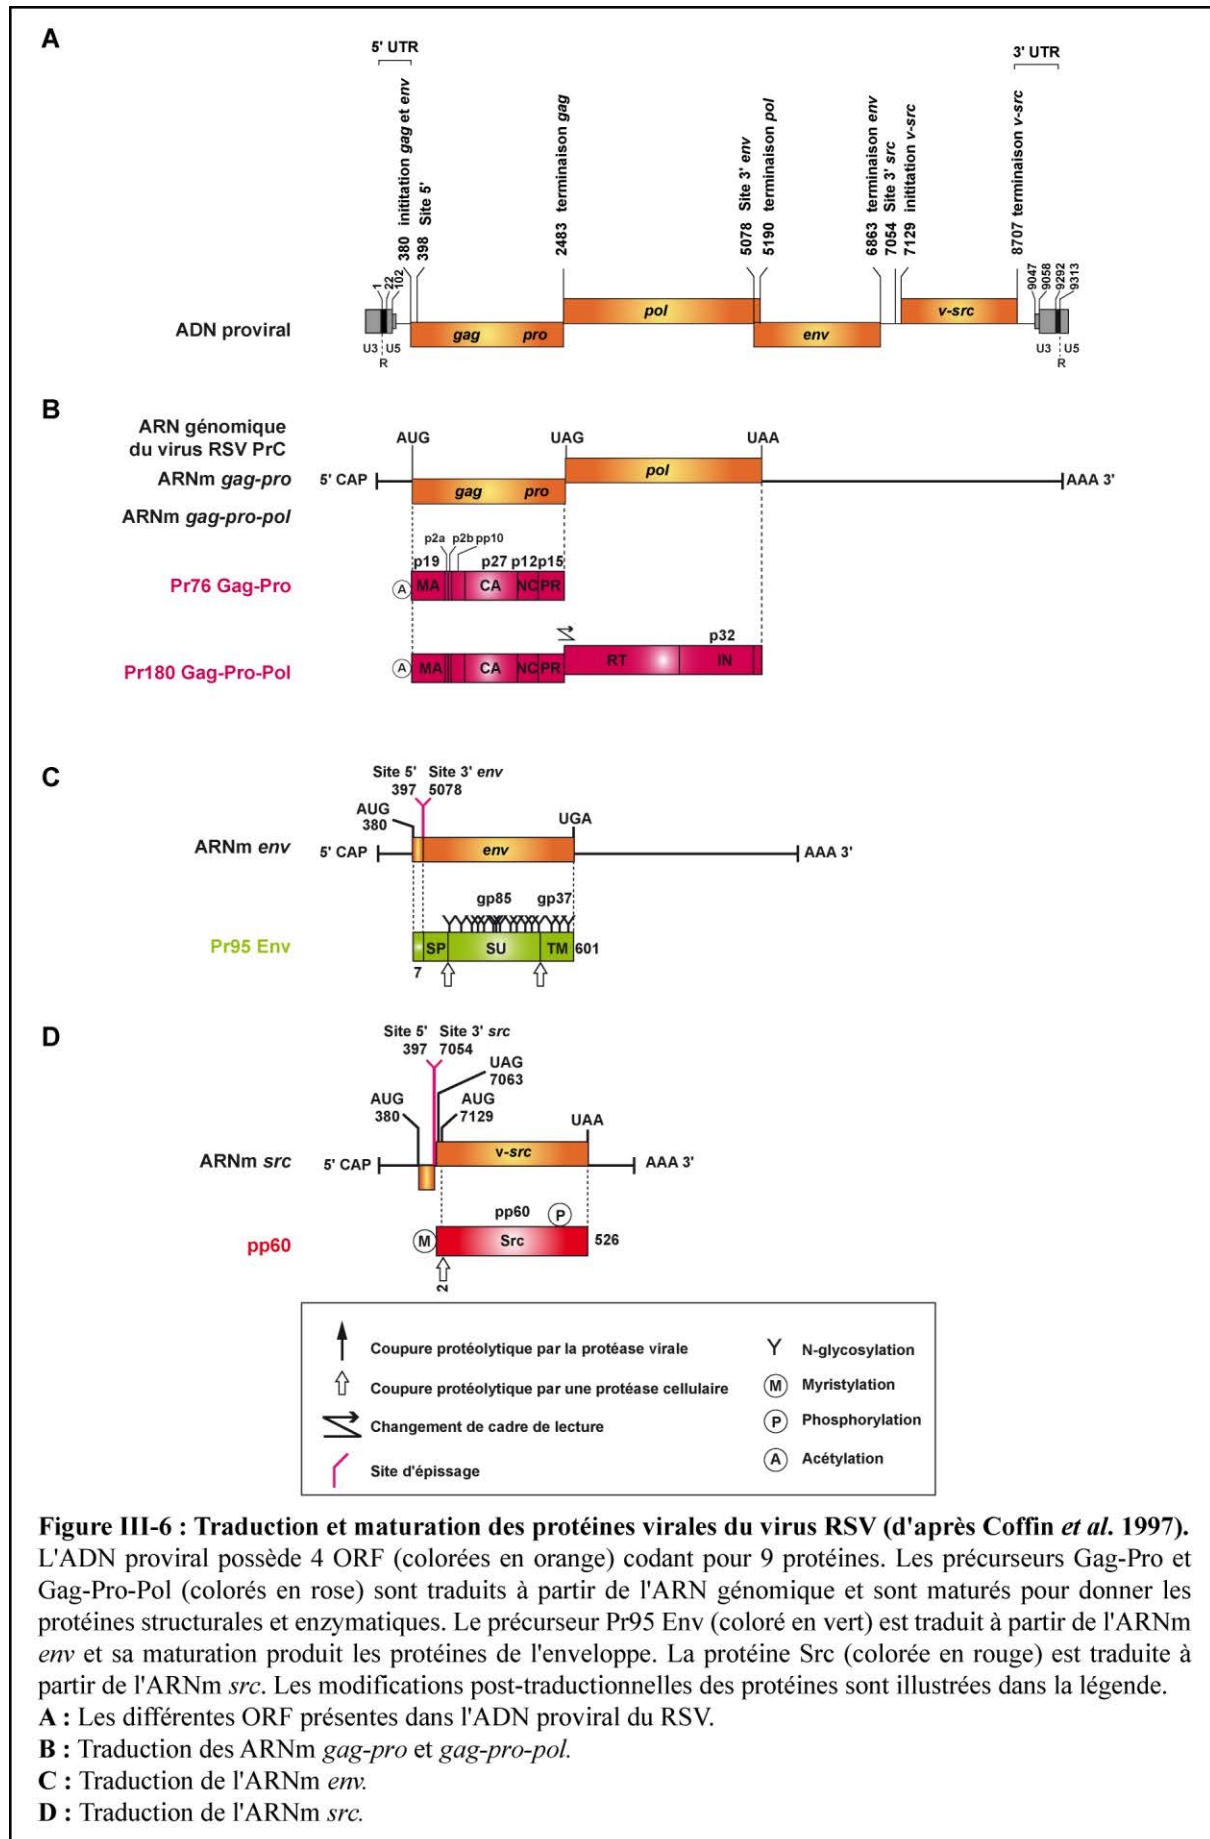 A
5' UTR
3' UTR
380 inititation gag et env
398 Site 5'
2483 terminaison gag
5078 Site 3' env
5190 terminaison pol
6863 terminaison env
7054 Site 3' src
7129 inititation v-src
8707 terminaison v-src
1
22
102
9047
9058
9292
9313
ADN proviral
gag pro
pol
env
v-src
U3 U5
R
U3 U5
R
B
ARN génomique
du virus RSV PrC
AUG UAG UAA
ARNm gag-pro 5' CAP pol AAA 3'
gag pro
ARNm gag-pro-pol
p2a p2b pp10
p19 p27 p12 p15
Pr76 Gag-Pro A MA CA NC PR
p32
Pr180 Gag-Pro-Pol A MA CA NC PR RT IN
C
Site 5' Site 3' env
397 5078
AUG
380
UGA
ARNm env 5' CAP env AAA 3'
gp85 gp37
Pr95 Env SP SU TM 601
7
D
Site 5' Site 3' src
397 7054
UAG
7063
AUG
380
AUG
7129
UAA
ARNm src 5' CAP v-src AAA 3'
pp60 P
pp60 M Src 526
2
Coupure protéolytique par la protéase virale
Coupure protéolytique par une protéase cellulaire
Changement de cadre de lecture
Site d'épissage
Y N-glycosylation
M Myristylation
P Phosphorylation
A Acétylation
Figure III-6 : Traduction et maturation des protéines virales du virus RSV (d'après Coffin et al. 1997).
L'ADN proviral possède 4 ORF (colorées en orange) codant pour 9 protéines. Les précurseurs Gag-Pro et
Gag-Pro-Pol (colorés en rose) sont traduits à partir de l'ARN génomique et sont maturés pour donner les
protéines structurales et enzymatiques. Le précurseur Pr95 Env (coloré en vert) est traduit à partir de l'ARNm
env et sa maturation produit les protéines de l'enveloppe. La protéine Src (colorée en rouge) est traduite à
partir de l'ARNm src. Les modifications post-traductionnelles des protéines sont illustrées dans la légende.
A : Les différentes ORF présentes dans l'ADN proviral du RSV.
B : Traduction des ARNm gag-pro et gag-pro-pol.
C : Traduction de l'ARNm env.
D : Traduction de l'ARNm src.